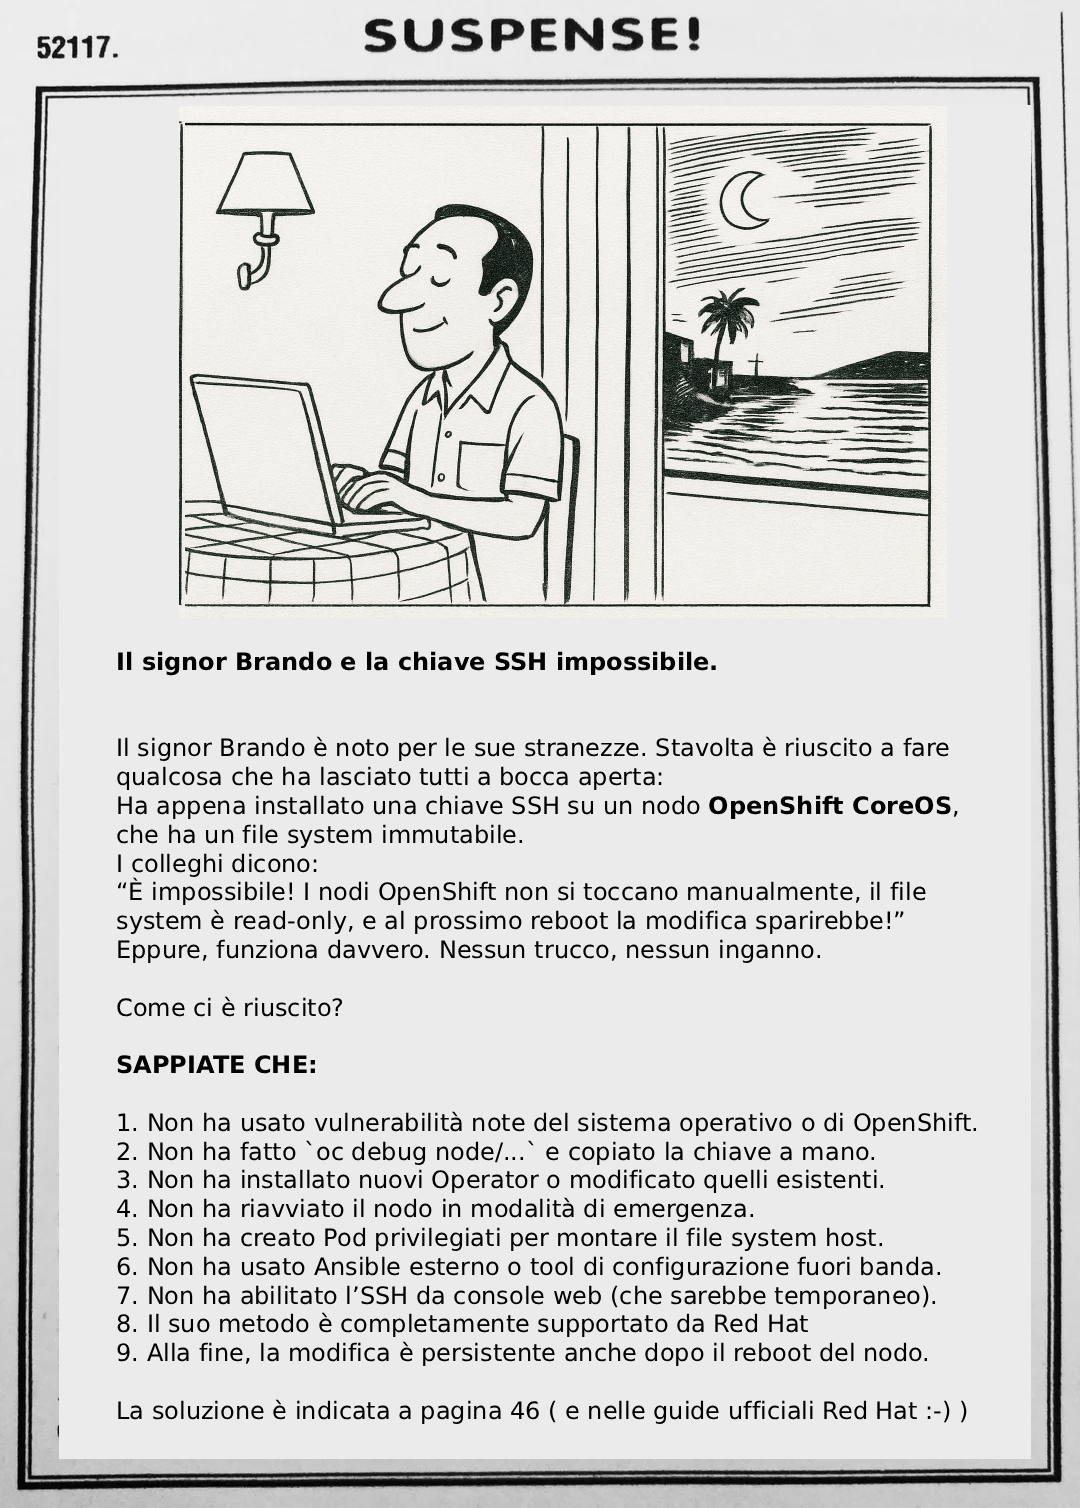 52117.
SUSPENSE!
Il signor Brando e la chiave SSH impossibile.
Il signor Brando è noto per le sue stranezze. Stavolta è riuscito a fare
qualcosa che ha lasciato tutti a bocca aperta:
Ha appena installato una chiave SSH su un nodo OpenShift CoreOS,
che ha un file system immutabile.
I colleghi dicono:
“È impossibile! I nodi OpenShift non si toccano manualmente, il file
system è read-only, e al prossimo reboot la modifica sparirebbe!”
Eppure, funziona davvero. Nessun trucco, nessun inganno.
Come ci è riuscito?
SAPPIATE CHE:
1. Non ha usato vulnerabilità note del sistema operativo o di OpenShift.
2. Non ha fatto `oc debug node/...` e copiato la chiave a mano.
3. Non ha installato nuovi Operator o modificato quelli esistenti.
4. Non ha riavviato il nodo in modalità di emergenza.
5. Non ha creato Pod privilegiati per montare il file system host.
6. Non ha usato Ansible esterno o tool di configurazione fuori banda.
7. Non ha abilitato l’SSH da console web (che sarebbe temporaneo).
8. Il suo metodo è completamente supportato da Red Hat
9. Alla fine, la modifica è persistente anche dopo il reboot del nodo.
La soluzione è indicata a pagina 46 ( e nelle guide ufficiali Red Hat :-) )